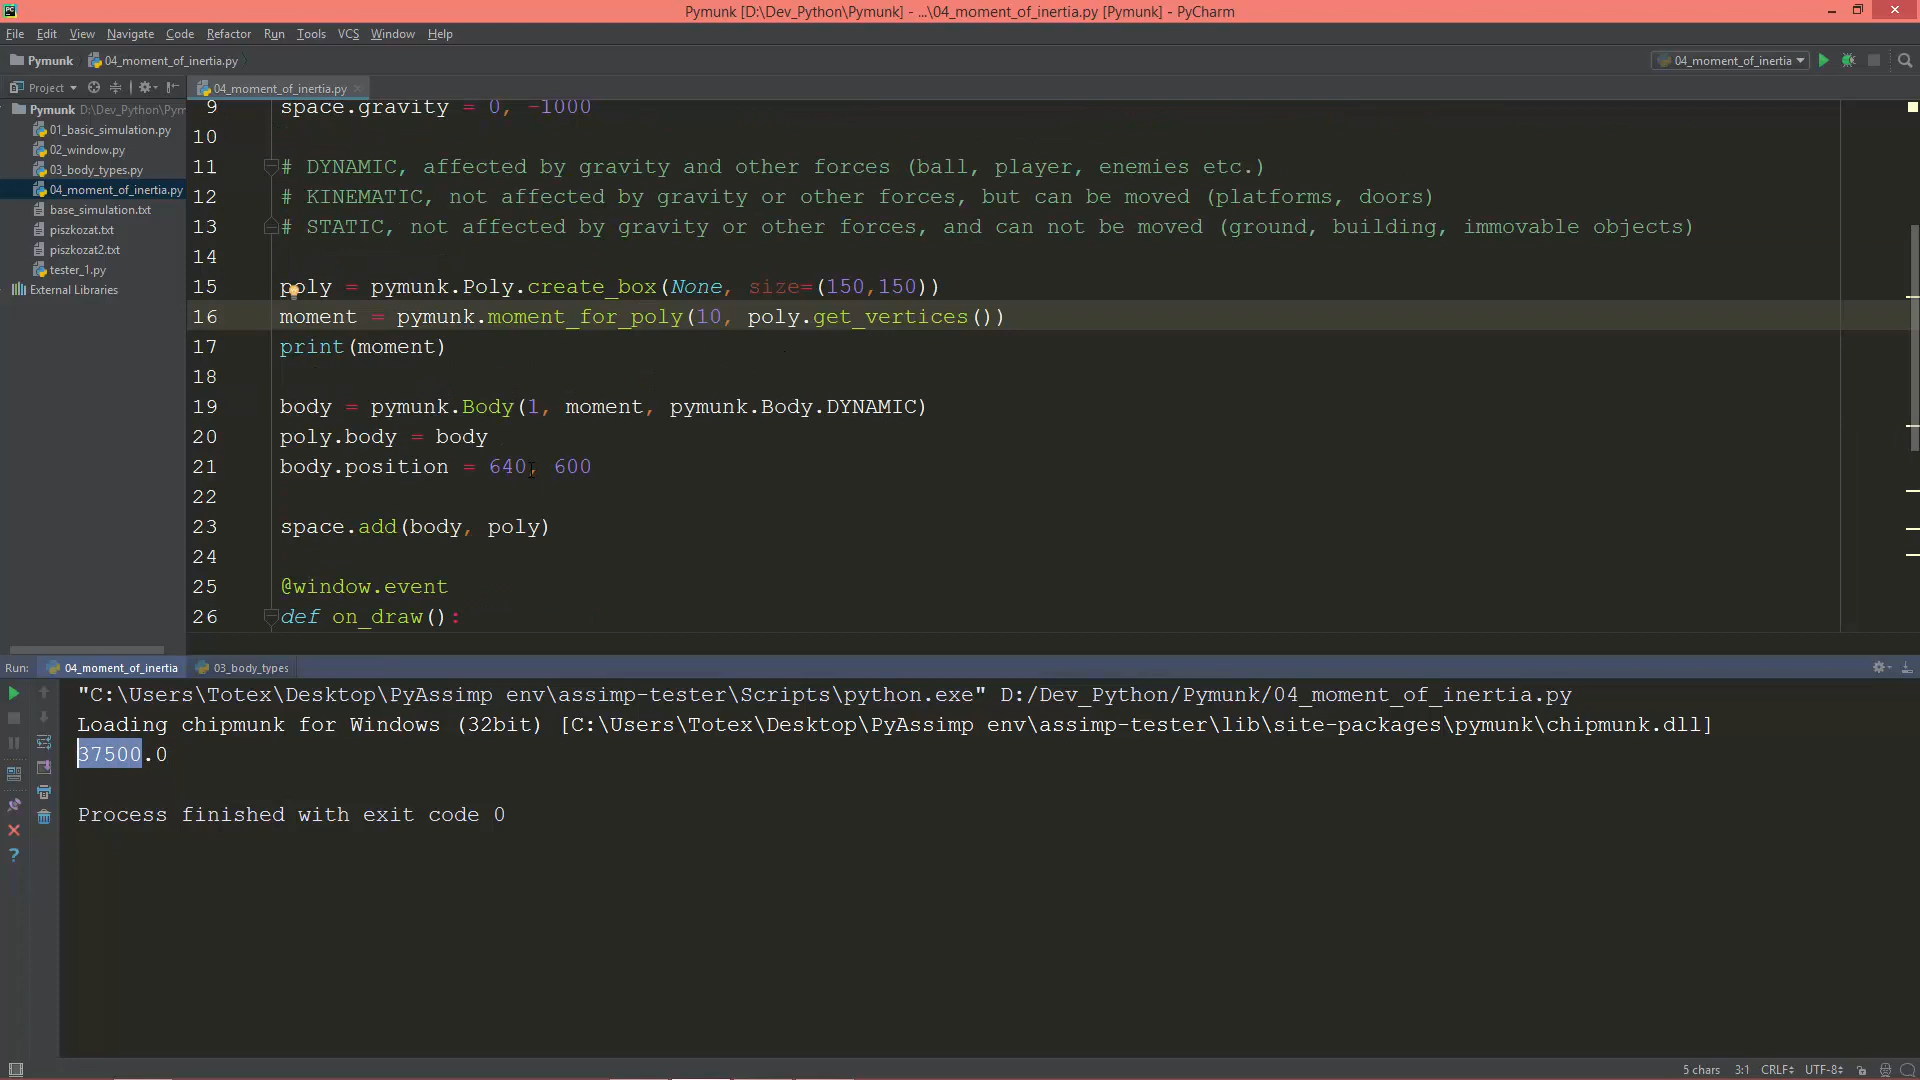 Pymunk [D:\Dev_Python\Pymunk] - ...\04_moment_of_inertia.py [Pymunk] - PyCharm
File Edit View Navigate Code Refactor Run Tools VCS Window Help
Pymunk 04_moment_of_inertia.py 04_moment_of_inertia
Project 04_moment_of_inertia.py
Pymunk D:\Dev_Python\Pym
01_basic_simulation.py
02_window.py
03_body_types.py
04_moment_of_inertia.py
base_simulation.txt
piszkozat.txt
piszkozat2.txt
tester_1.py
External Libraries
9 space.gravity = 0, -1000
10
11 # DYNAMIC, affected by gravity and other forces (ball, player, enemies etc.)
12 # KINEMATIC, not affected by gravity or other forces, but can be moved (platforms, doors)
13 # STATIC, not affected by gravity or other forces, and can not be moved (ground, building, immovable objects)
14
15 poly = pymunk.Poly.create_box(None, size=(150,150))
16 moment = pymunk.moment_for_poly(10, poly.get_vertices())
17 print(moment)
18
19 body = pymunk.Body(1, moment, pymunk.Body.DYNAMIC)
20 poly.body = body
21 body.position = 640, 600
22
23 space.add(body, poly)
24
25 @window.event
26 def on_draw():
Run: 04_moment_of_inertia 03_body_types
"C:\Users\Totex\Desktop\PyAssimp env\assimp-tester\Scripts\python.exe" D:/Dev_Python/Pymunk/04_moment_of_inertia.py
Loading chipmunk for Windows (32bit) [C:\Users\Totex\Desktop\PyAssimp env\assimp-tester\lib\site-packages\pymunk\chipmunk.dll]
37500.0
Process finished with exit code 0
5 chars 3:1 CRLF UTF-8